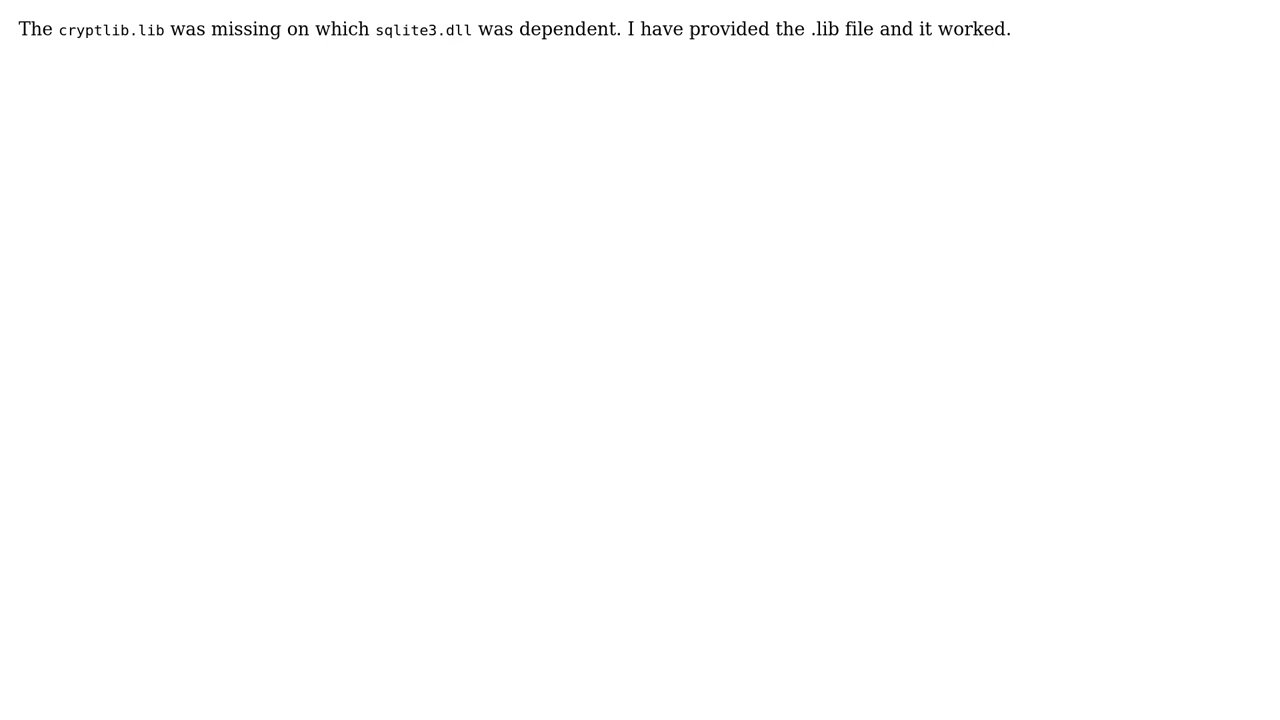 The cryptlib.lib was missing on which sqlite3.dll was dependent. I have provided the .lib file and it worked.